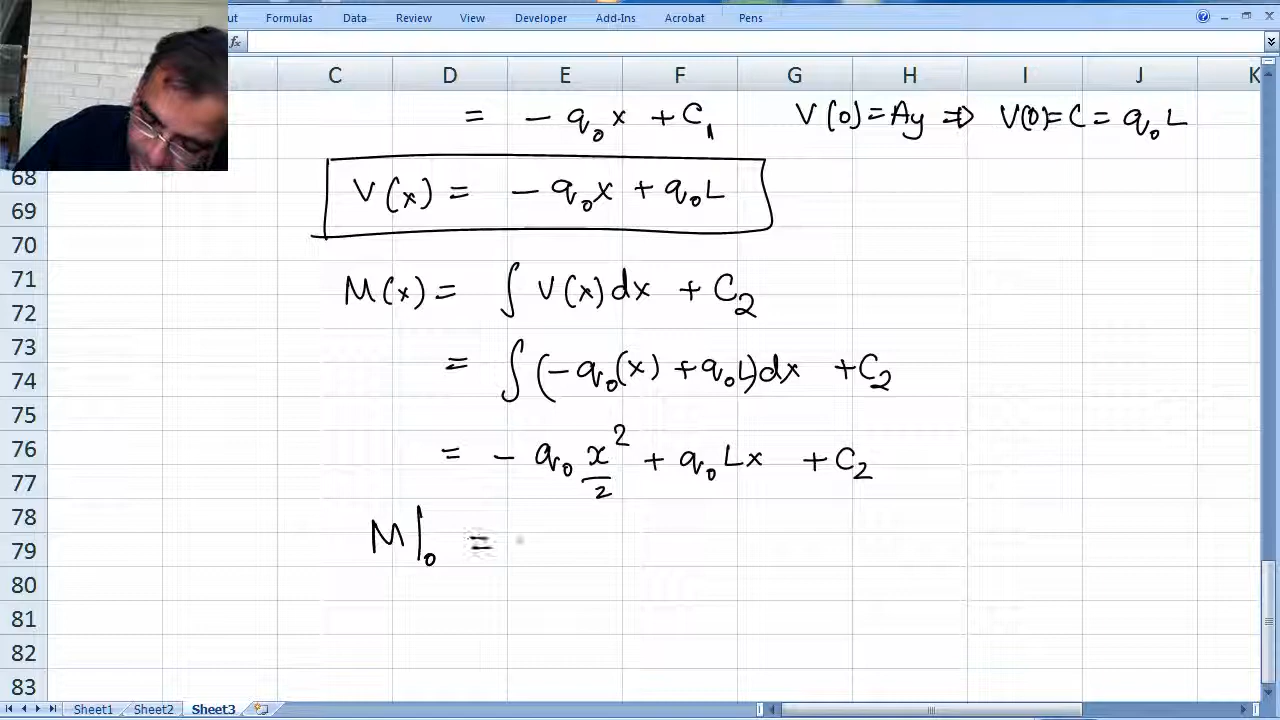 ut Formulas Data Review View Developer Add-Ins Acrobat Pens
fx
C D E F G H I J K
= - q₀x + C₁ V(0)=Ay ⇒ V(0)=C = q₀L
68
V(x) = - q₀x + q₀L
69
70
71
M(x) = ∫ V(x)dx + C₂
72
73
= ∫(-q₀(x) + q₀L)dx + C₂
74
75
76
= - q₀ x²/2 + q₀Lx + C₂
77
78
M|₀ =
79
80
81
82
83
Sheet1 Sheet2 Sheet3